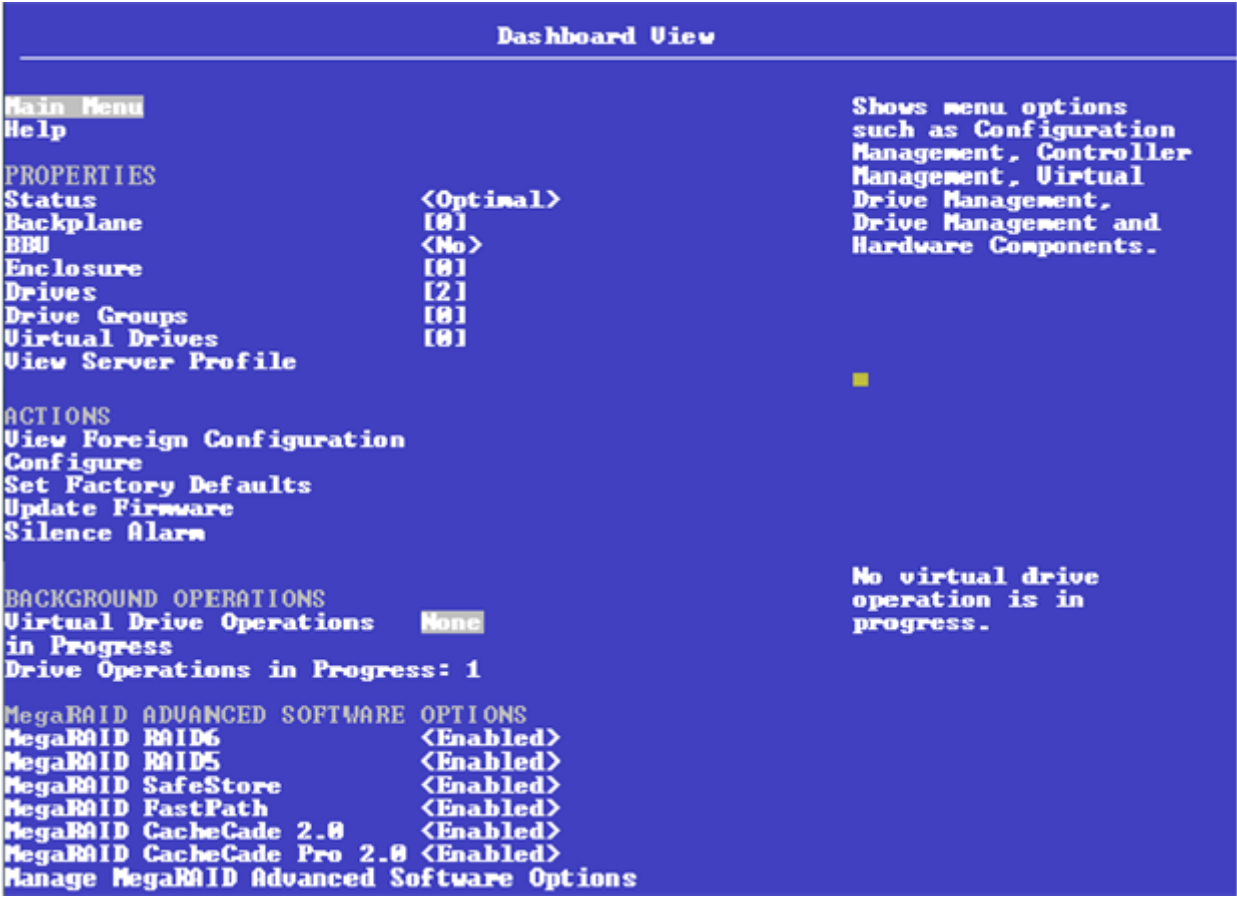 Dashboard View
Main Menu
Help
PROPERTIES
Status <Optimal>
Backplane [0]
BBU <No>
Enclosure [0]
Drives [2]
Drive Groups [0]
Virtual Drives [0]
View Server Profile
ACTIONS
View Foreign Configuration
Configure
Set Factory Defaults
Update Firmware
Silence Alarm
BACKGROUND OPERATIONS
Virtual Drive Operations None
in Progress
Drive Operations in Progress: 1
MegaRAID ADVANCED SOFTWARE OPTIONS
MegaRAID RAID6 <Enabled>
MegaRAID RAID5 <Enabled>
MegaRAID SafeStore <Enabled>
MegaRAID FastPath <Enabled>
MegaRAID CacheCade 2.0 <Enabled>
MegaRAID CacheCade Pro 2.0 <Enabled>
Manage MegaRAID Advanced Software Options
Shows menu options
such as Configuration
Management, Controller
Management, Virtual
Drive Management,
Drive Management and
Hardware Components.
No virtual drive
operation is in
progress.